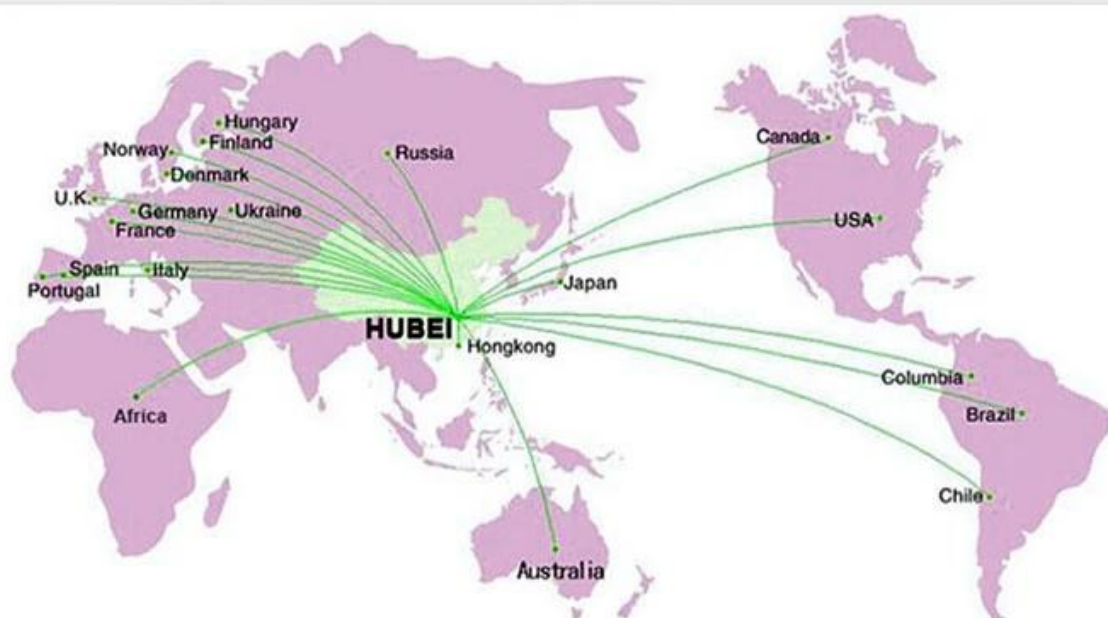 Hungary
Finland
Norway
Russia
Canada
Denmark
U.K.
Germany
Ukraine
USA
France
Spain
Italy
Japan
Portugal
HUBEI
Hongkong
Columbia
Africa
Brazil
Chile
Australia